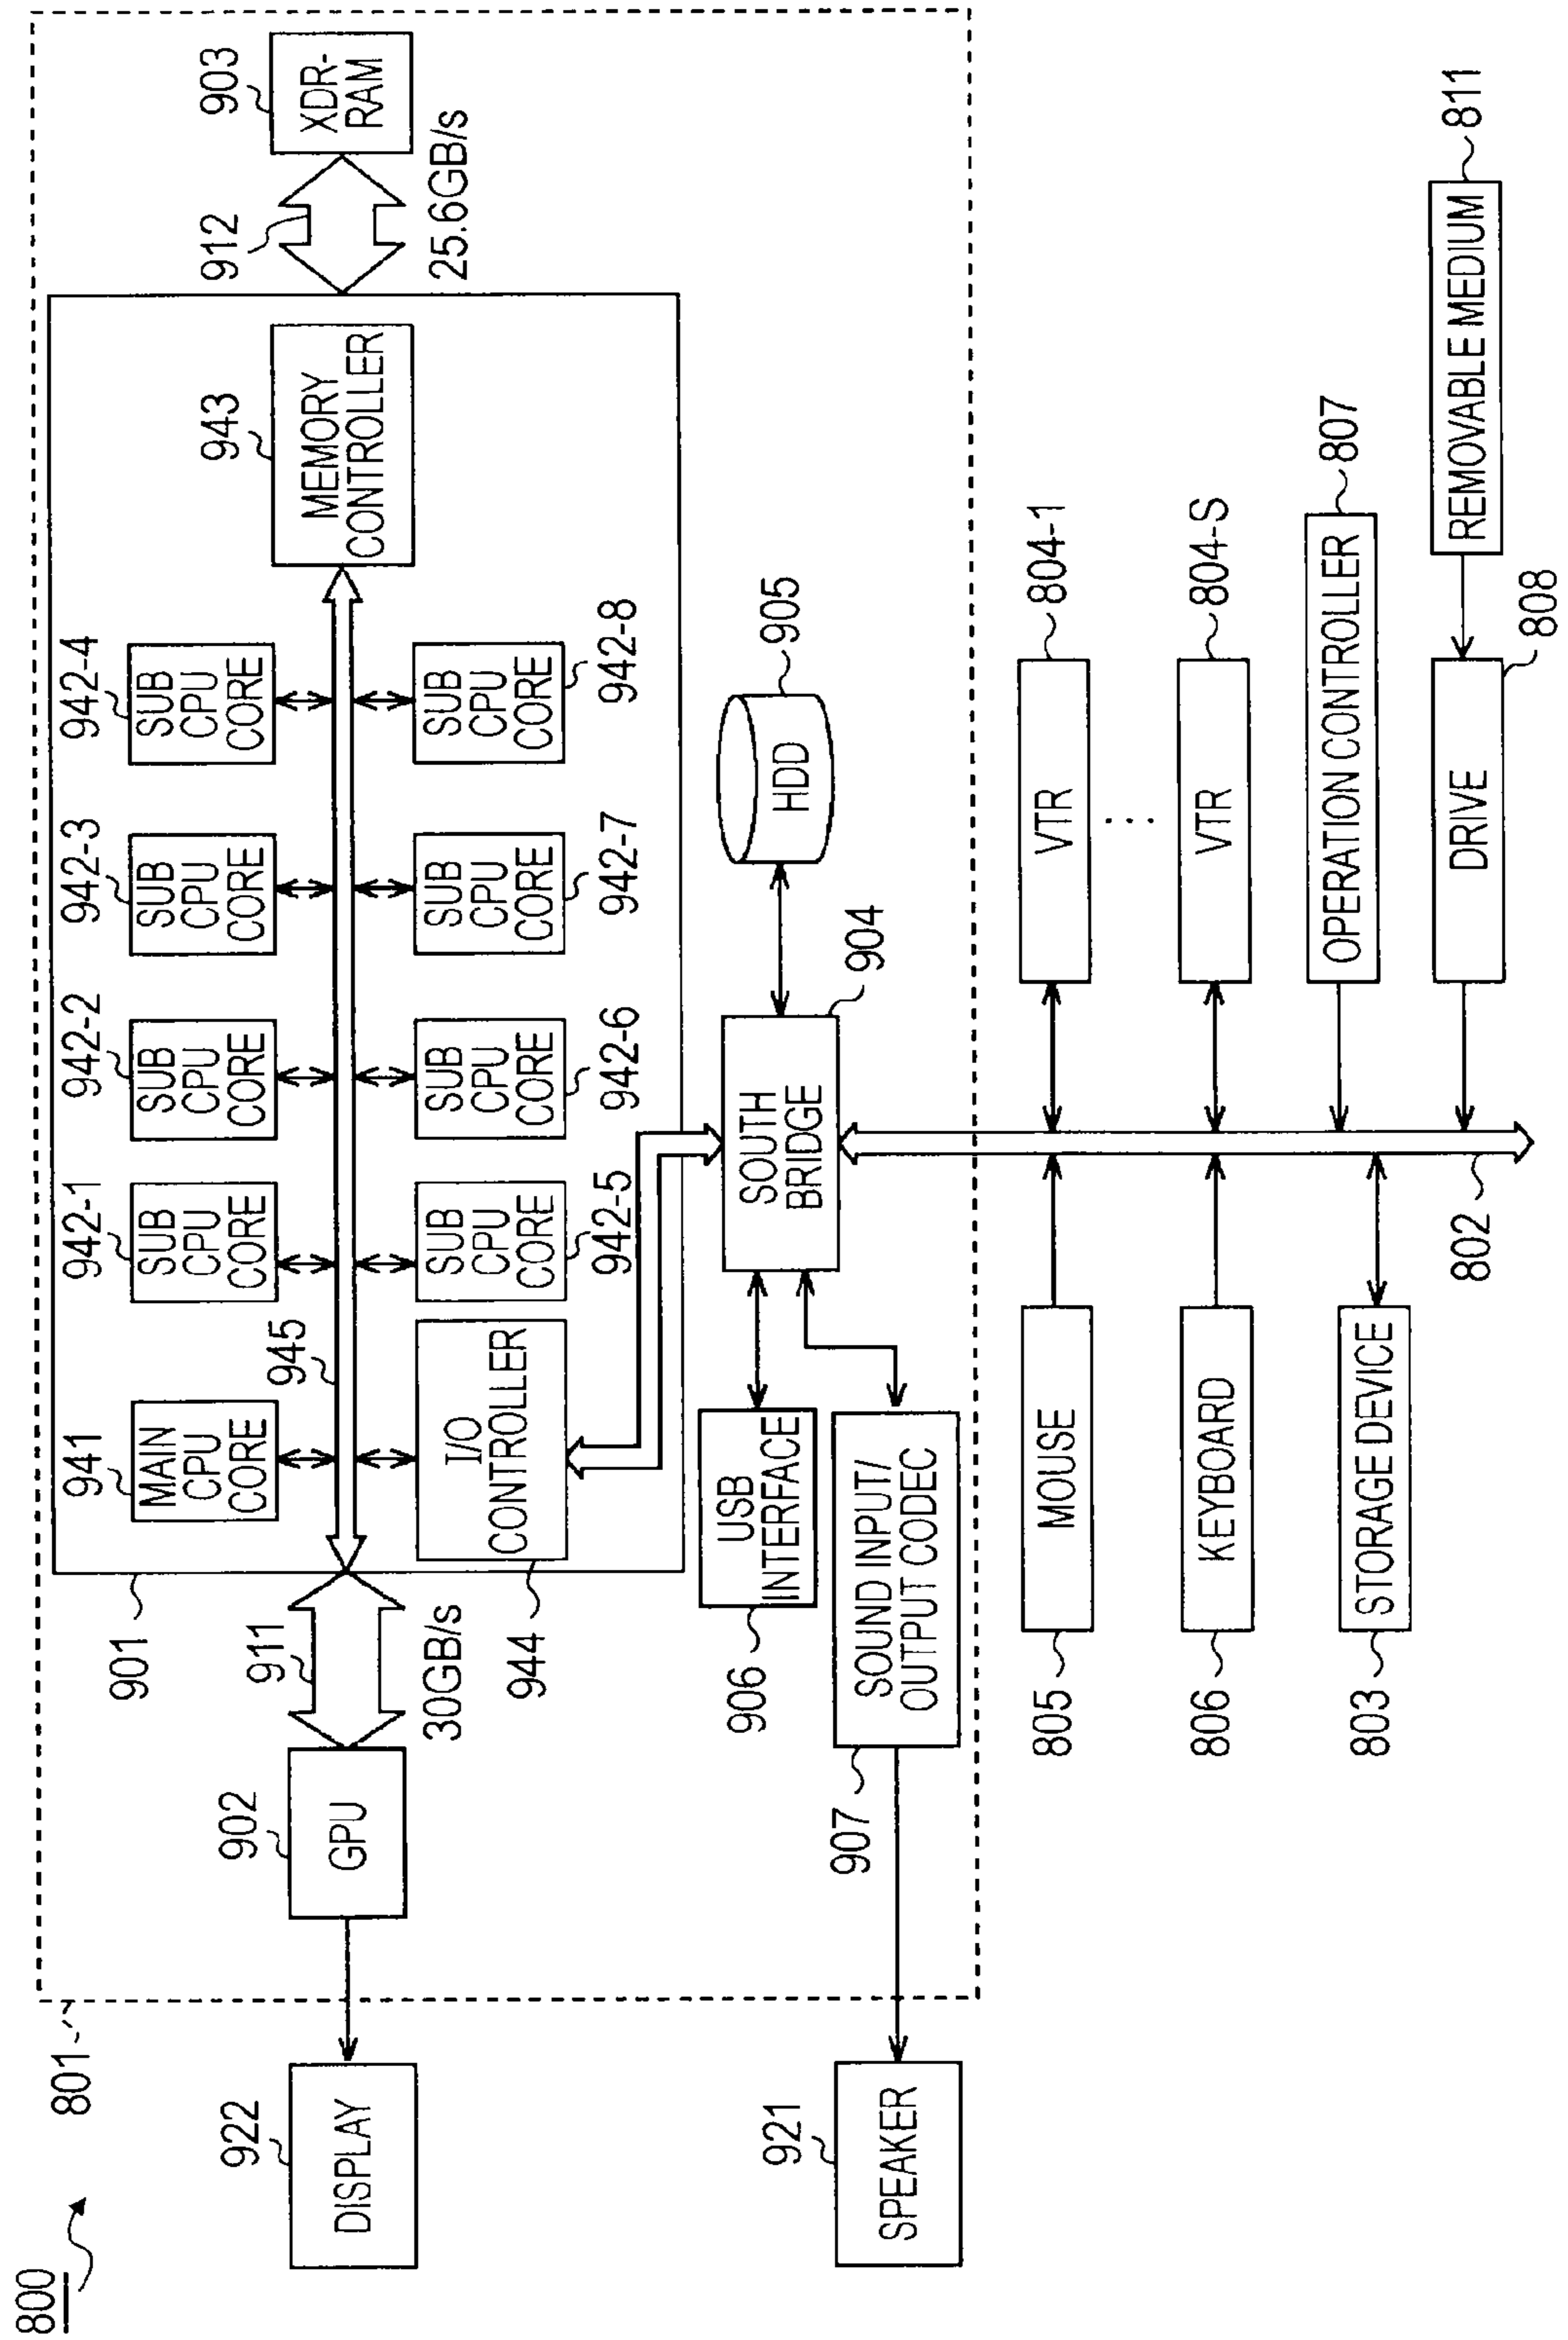 800
801
922
DISPLAY
902
GPU
911
30GB/s
901
941
MAIN
CPU
CORE
945
942-1
SUB
CPU
CORE
942-2
SUB
CPU
CORE
942-3
SUB
CPU
CORE
942-4
SUB
CPU
CORE
943
MEMORY
CONTROLLER
912
25.6GB/s
903
XDR-
RAM
944
I/O
CONTROLLER
SUB
CPU
CORE
942-5
SUB
CPU
CORE
942-6
SUB
CPU
CORE
942-7
SUB
CPU
CORE
942-8
906
USB
INTERFACE
SOUTH
BRIDGE
904
HDD
905
921
SPEAKER
907
SOUND INPUT/
OUTPUT CODEC
805
MOUSE
VTR
804-1
...
806
KEYBOARD
VTR
804-S
803
STORAGE DEVICE
OPERATION CONTROLLER
807
802
DRIVE
808
REMOVABLE MEDIUM
811